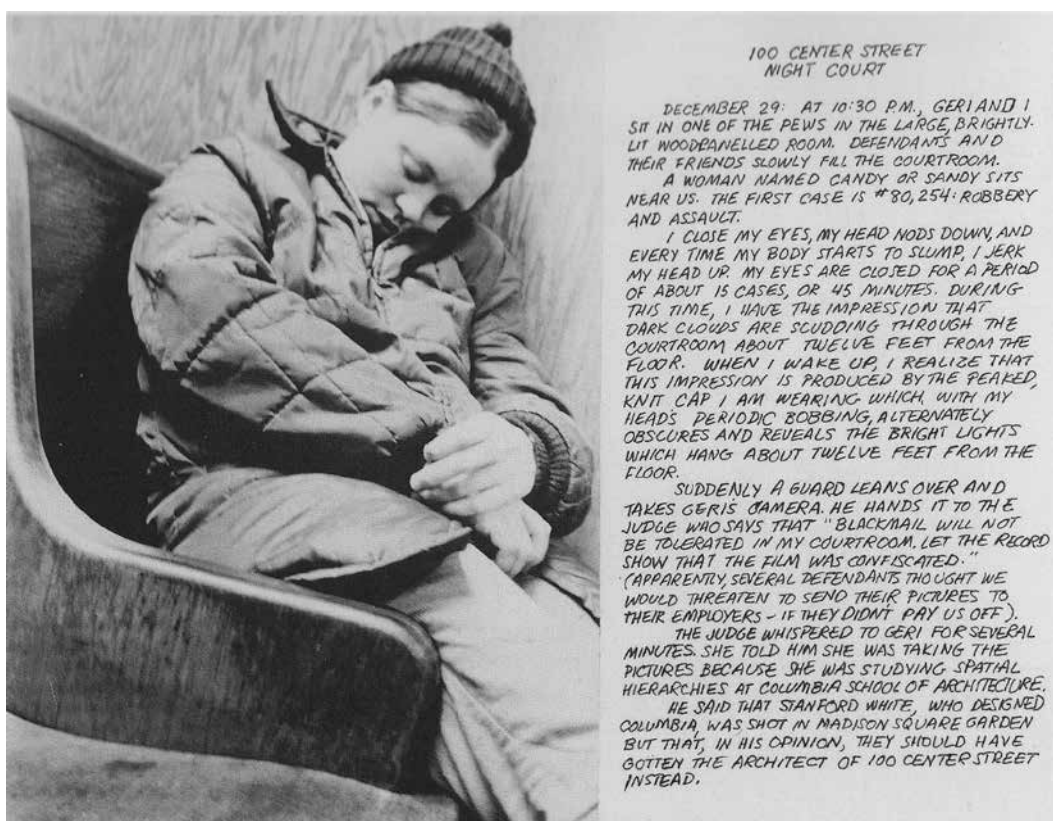 100 CENTER STREET
NIGHT COURT
DECEMBER 29: AT 10:30 P.M., GERI AND I
SIT IN ONE OF THE PEWS IN THE LARGE, BRIGHTLY-
LIT WOODPANELLED ROOM. DEFENDANTS AND
THEIR FRIENDS SLOWLY FILL THE COURTROOM.
A WOMAN NAMED CANDY OR SANDY SITS
NEAR US. THE FIRST CASE IS #80,254: ROBBERY
AND ASSAULT.
I CLOSE MY EYES, MY HEAD NODS DOWN, AND
EVERY TIME MY BODY STARTS TO SLUMP, I JERK
MY HEAD UP. MY EYES ARE CLOSED FOR A PERIOD
OF ABOUT 15 CASES, OR 45 MINUTES. DURING
THIS TIME, I HAVE THE IMPRESSION THAT
DARK CLOUDS ARE SCUDDING THROUGH THE
COURTROOM ABOUT TWELVE FEET FROM THE
FLOOR. WHEN I WAKE UP, I REALIZE THAT
THIS IMPRESSION IS PRODUCED BY THE PEAKED,
KNIT CAP I AM WEARING WHICH, WITH MY
HEAD'S PERIODIC BOBBING, ALTERNATELY
OBSCURES AND REVEALS THE BRIGHT LIGHTS
WHICH HANG ABOUT TWELVE FEET FROM THE
FLOOR.
SUDDENLY A GUARD LEANS OVER AND
TAKES GERIS CAMERA. HE HANDS IT TO THE
JUDGE WHO SAYS THAT "BLACKMAIL WILL NOT
BE TOLERATED IN MY COURTROOM. LET THE RECORD
SHOW THAT THE FILM WAS CONFISCATED."
(APPARENTLY, SEVERAL DEFENDANTS THOUGHT WE
WOULD THREATEN TO SEND THEIR PICTURES TO
THEIR EMPLOYERS - IF THEY DIDN'T PAY US OFF).
THE JUDGE WHISPERED TO GERI FOR SEVERAL
MINUTES. SHE TOLD HIM SHE WAS TAKING THE
PICTURES BECAUSE SHE WAS STUDYING SPATIAL
HIERARCHIES AT COLUMBIA SCHOOL OF ARCHITECTURE.
HE SAID THAT STANFORD WHITE, WHO DESIGNED
COLUMBIA, WAS SHOT IN MADISON SQUARE GARDEN
BUT THAT, IN HIS OPINION, THEY SHOULD HAVE
GOTTEN THE ARCHITECT OF 100 CENTER STREET
INSTEAD.